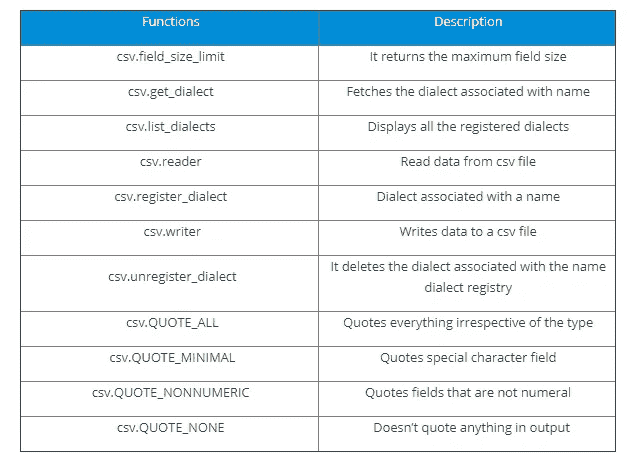 Functions Description
csv.field_size_limit It returns the maximum field size
csv.get_dialect Fetches the dialect associated with name
csv.list_dialects Displays all the registered dialects
csv.reader Read data from csv file
csv.register_dialect Dialect associated with a name
csv.writer Writes data to a csv file
csv.unregister_dialect It deletes the dialect associated with the name
dialect registry
csv.QUOTE_ALL Quotes everything irrespective of the type
csv.QUOTE_MINIMAL Quotes special character field
csv.QUOTE_NONNUMERIC Quotes fields that are not numeral
csv.QUOTE_NONE Doesn’t quote anything in output